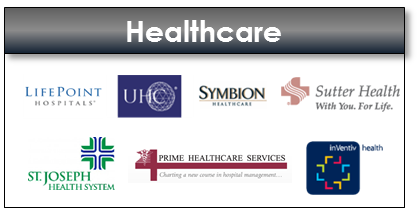 Healthcare
LIFEPOINT
HOSPITALS®
UHC
SYMBION
HEALTHCARE
Sutter Health
With You. For Life.
ST. JOSEPH
HEALTH SYSTEM
PRIME HEALTHCARE SERVICES
Charting a new course in hospital management....
inVentiv health